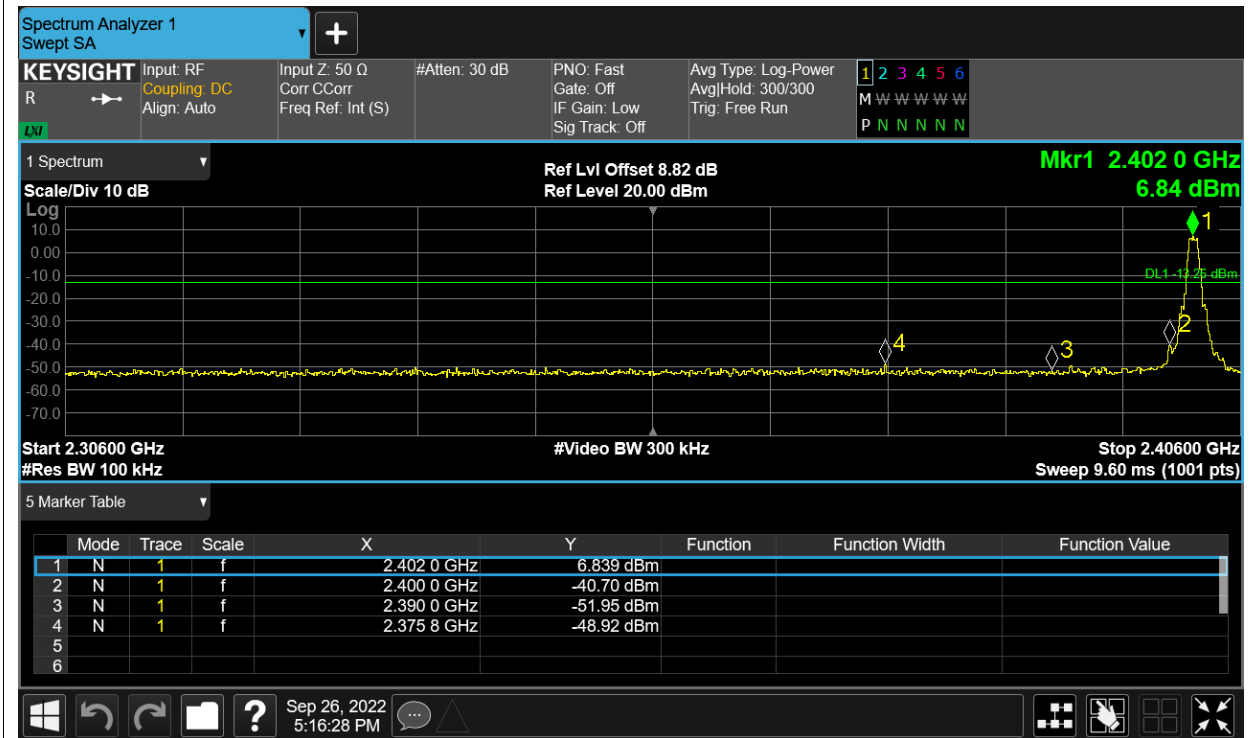 Spectrum Analyzer 1
Swept SA
KEYSIGHT Input: RF Input Z: 50 Ω #Atten: 30 dB PNO: Fast Avg Type: Log-Power 1 2 3 4 5 6
R Coupling: DC Corr CCorr Gate: Off Avg|Hold: 300/300 M W W W W W W
Align: Auto Freq Ref: Int (S) IF Gain: Low Trig: Free Run
LXI Sig Track: Off P N N N N N N
1 Spectrum Ref Lvl Offset 8.82 dB Mkr1 2.402 0 GHz
Scale/Div 10 dB Ref Level 20.00 dBm 6.84 dBm
Log
10.0 1
0.00
-10.0 DL1 -13.26 dBm
-20.0
-30.0 2
-40.0 4 3
-50.0
-60.0
-70.0
Start 2.30600 GHz #Video BW 300 kHz Stop 2.40600 GHz
#Res BW 100 kHz Sweep 9.60 ms (1001 pts)
5 Marker Table
Mode Trace Scale X Y Function Function Width Function Value
1 N 1 f 2.402 0 GHz 6.839 dBm
2 N 1 f 2.400 0 GHz -40.70 dBm
3 N 1 f 2.390 0 GHz -51.95 dBm
4 N 1 f 2.375 8 GHz -48.92 dBm
5
6
? Sep 26, 2022
5:16:28 PM